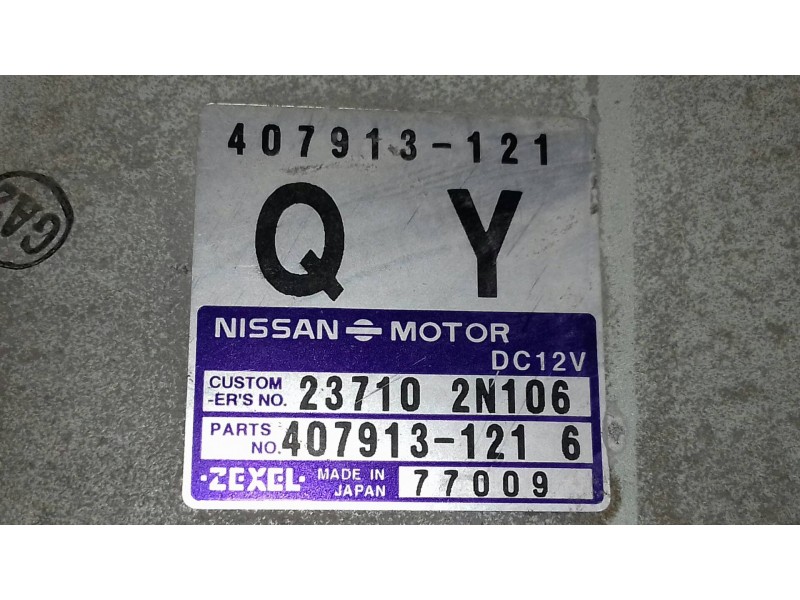 407913-121
Q Y
NISSAN MOTOR
DC12V
CUSTOM
-ER'S NO. 23710 2N106
PARTS
NO. 407913-121 6
·ZEXEL· MADE IN
JAPAN 77009